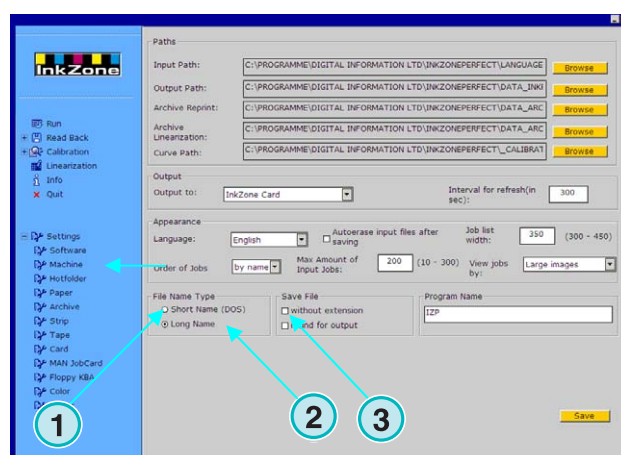 InkZone
Run
Read Back
Calibration
Linearization
Info
Quit
Settings
Software
Machine
Hotfolder
Paper
Archive
Strip
Tape
Card
MAN JobCard
Floppy KBA
Color
Paths
Input Path: C:\PROGRAMME\DIGITAL INFORMATION LTD\INKZONEPERFECT\LANGUAGE Browse
Output Path: C:\PROGRAMME\DIGITAL INFORMATION LTD\INKZONEPERFECT\DATA_INKI Browse
Archive Reprint: C:\PROGRAMME\DIGITAL INFORMATION LTD\INKZONEPERFECT\DATA_ARC Browse
Archive
Linearization: C:\PROGRAMME\DIGITAL INFORMATION LTD\INKZONEPERFECT\DATA_ARC Browse
Curve Path: C:\PROGRAMME\DIGITAL INFORMATION LTD\INKZONEPERFECT\_CALIBRAT Browse
Output
Output to: InkZone Card Interval for refresh(in
sec): 300
Appearance
Language: English Autoerase input files after
saving Job list
width: 350 (300 - 450)
Order of Jobs by name Max Amount of
Input Jobs: 200 (10 - 300) View jobs
by: Large images
File Name Type
Short Name (DOS)
Long Name
Save File
without extension
nd for output
Program Name
IZP
Save
1
2
3